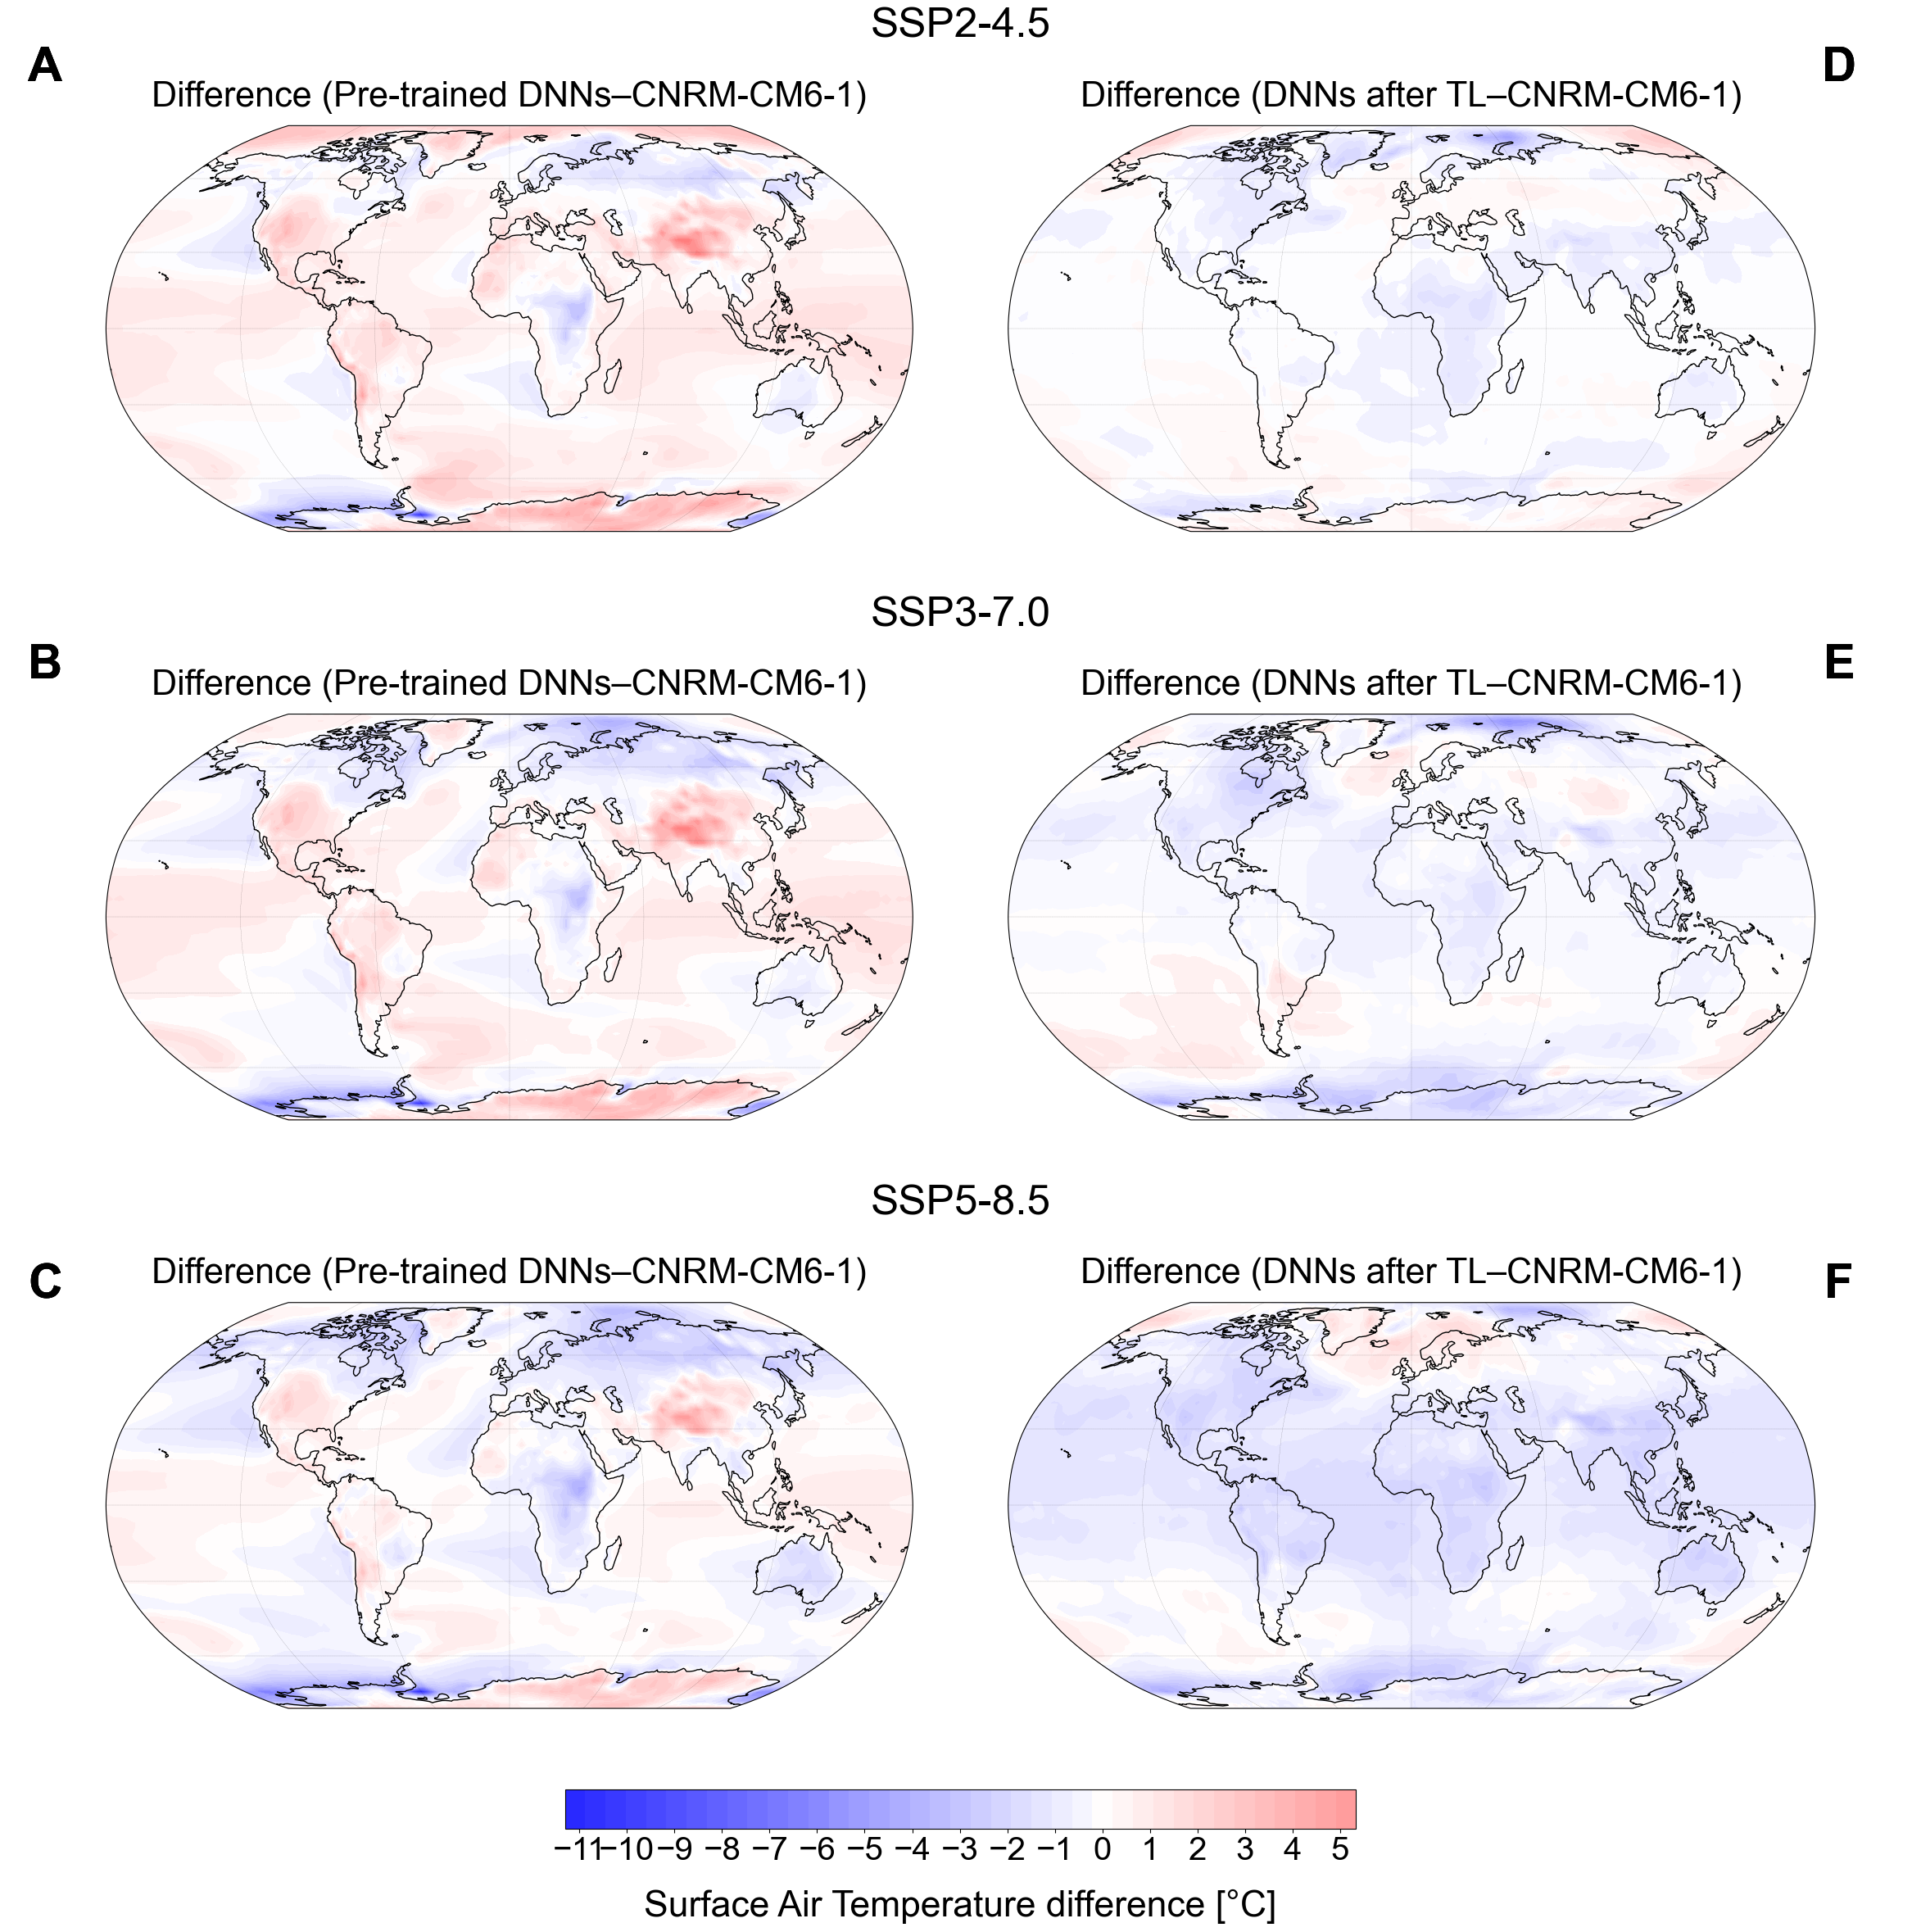 SSP2-4.5
A
D
Difference (Pre-trained DNNs–CNRM-CM6-1)
Difference (DNNs after TL–CNRM-CM6-1)
SSP3-7.0
B
E
Difference (Pre-trained DNNs–CNRM-CM6-1)
Difference (DNNs after TL–CNRM-CM6-1)
SSP5-8.5
C
F
Difference (Pre-trained DNNs–CNRM-CM6-1)
Difference (DNNs after TL–CNRM-CM6-1)
−11 −10 −9 −8 −7 −6 −5 −4 −3 −2 −1 0 1 2 3 4 5
Surface Air Temperature difference [°C]